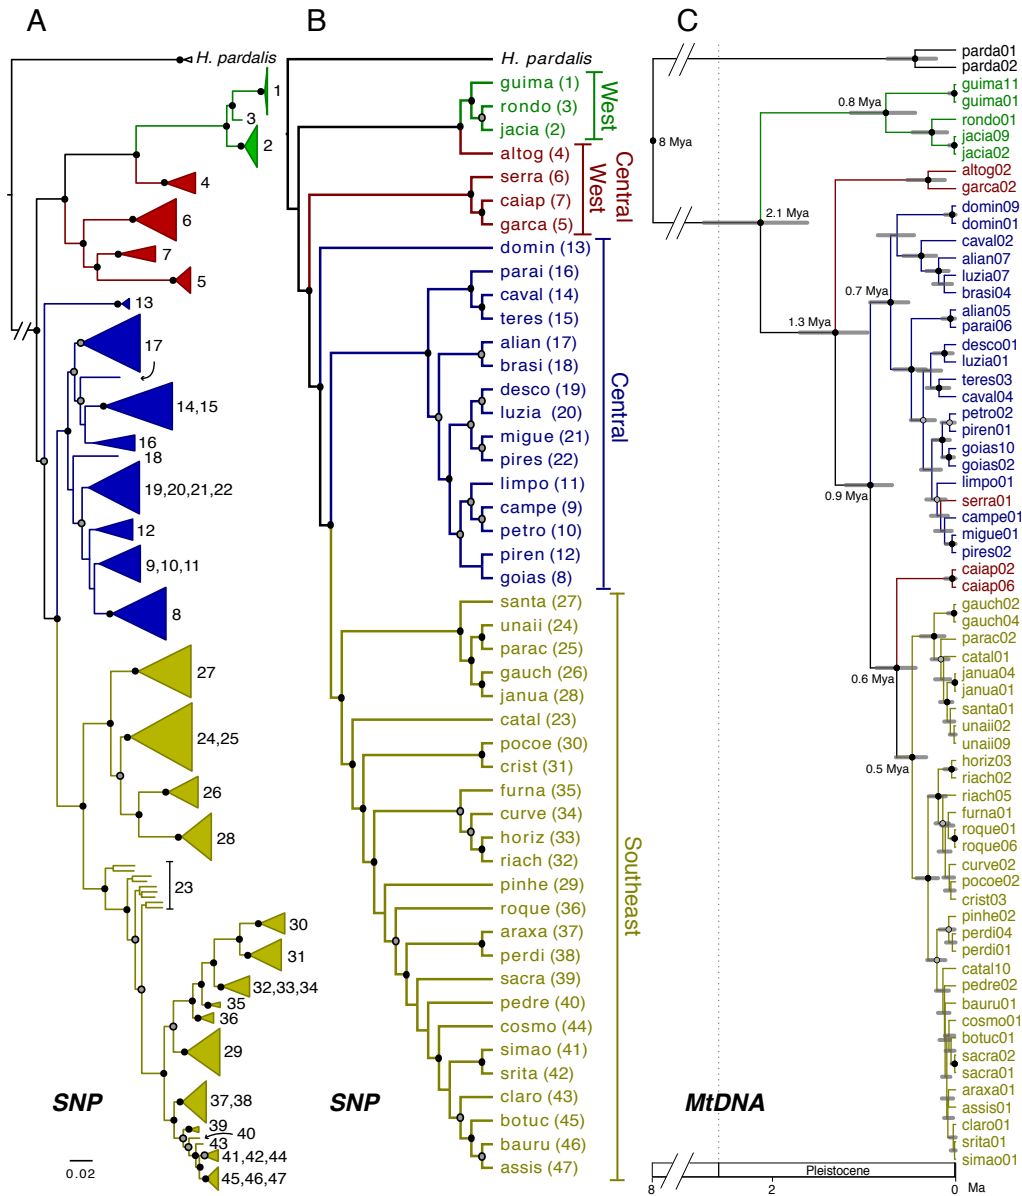 A
H. pardalis
1
3
2
4
6
7
5
13
17
14,15
16
18
19,20,21,22
12
9,10,11
8
27
24,25
26
28
23
30
31
32,33,34
35
36
29
37,38
39
40
43
41,42,44
45,46,47
SNP
0.02
B
H. pardalis
guima (1)
rondo (3)
jacia (2)
altog (4)
serra (6)
caiap (7)
garca (5)
domin (13)
parai (16)
caval (14)
teres (15)
alian (17)
brasi (18)
desco (19)
luzia (20)
migue (21)
pires (22)
limpo (11)
campe (9)
petro (10)
piren (12)
goias (8)
santa (27)
unaii (24)
parac (25)
gauch (26)
janua (28)
catal (23)
pocoe (30)
crist (31)
furna (35)
curve (34)
horiz (33)
riach (32)
pinhe (29)
roque (36)
araxa (37)
perdi (38)
sacra (39)
pedre (40)
cosmo (44)
simao (41)
srita (42)
claro (43)
botuc (45)
bauru (46)
assis (47)
West
Central
West
Central
Southeast
SNP
C
parda01
parda02
guima11
guima01
rondo01
jacia09
jacia02
altog02
garca02
domin09
domin01
caval02
alian07
luzia07
brasi04
alian05
parai06
desco01
luzia01
teres03
caval04
petro02
piren01
goias10
goias02
limpo01
serra01
campe01
migue01
pires02
caiap02
caiap06
gauch02
gauch04
parac02
catal01
janua04
janua01
santa01
unaii02
unaii09
horiz03
riach02
riach05
furna01
roque01
roque06
curve02
pocoe02
crist03
pinhe02
perdi04
perdi01
catal10
pedre02
bauru01
cosmo01
botuc01
sacra02
sacra01
araxa01
assis01
claro01
srita01
simao01
0.8 Mya
8 Mya
2.1 Mya
0.7 Mya
1.3 Mya
0.9 Mya
0.6 Mya
0.5 Mya
MtDNA
Pleistocene
8
2
0
Ma